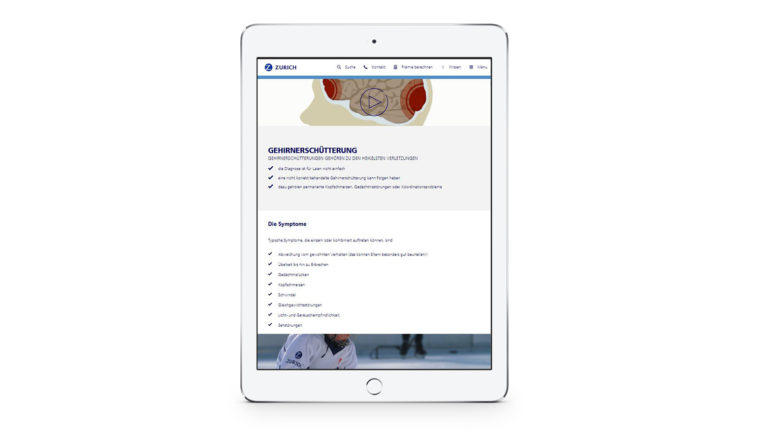 ZURICH
Suche Kontakt Prämie berechnen Filialen Menu
GEHIRNERSCHÜTTERUNG
GEHIRNERSCHÜTTERUNGEN GEHÖREN ZU DEN HEIKELSTEN VERLETZUNGEN
die Diagnose ist für Laien nicht einfach
eine nicht korrekt behandelte Gehirnerschütterung kann Folgen haben
dazu gehören permanente Kopfschmerzen, Gedächtnisstörungen oder Koordinationsprobleme
Die Symptome
Typische Symptome, die einzeln oder kombiniert auftreten können, sind:
Abweichung vom gewohnten Verhalten (das können Eltern besonders gut beurteilen!)
Übelkeit bis hin zu Erbrechen
Gedächtnislücken
Kopfschmerzen
Schwindel
Gleichgewichtsstörungen
Licht- und Geräuschempfindlichkeit
Sehstörungen
ZURICH